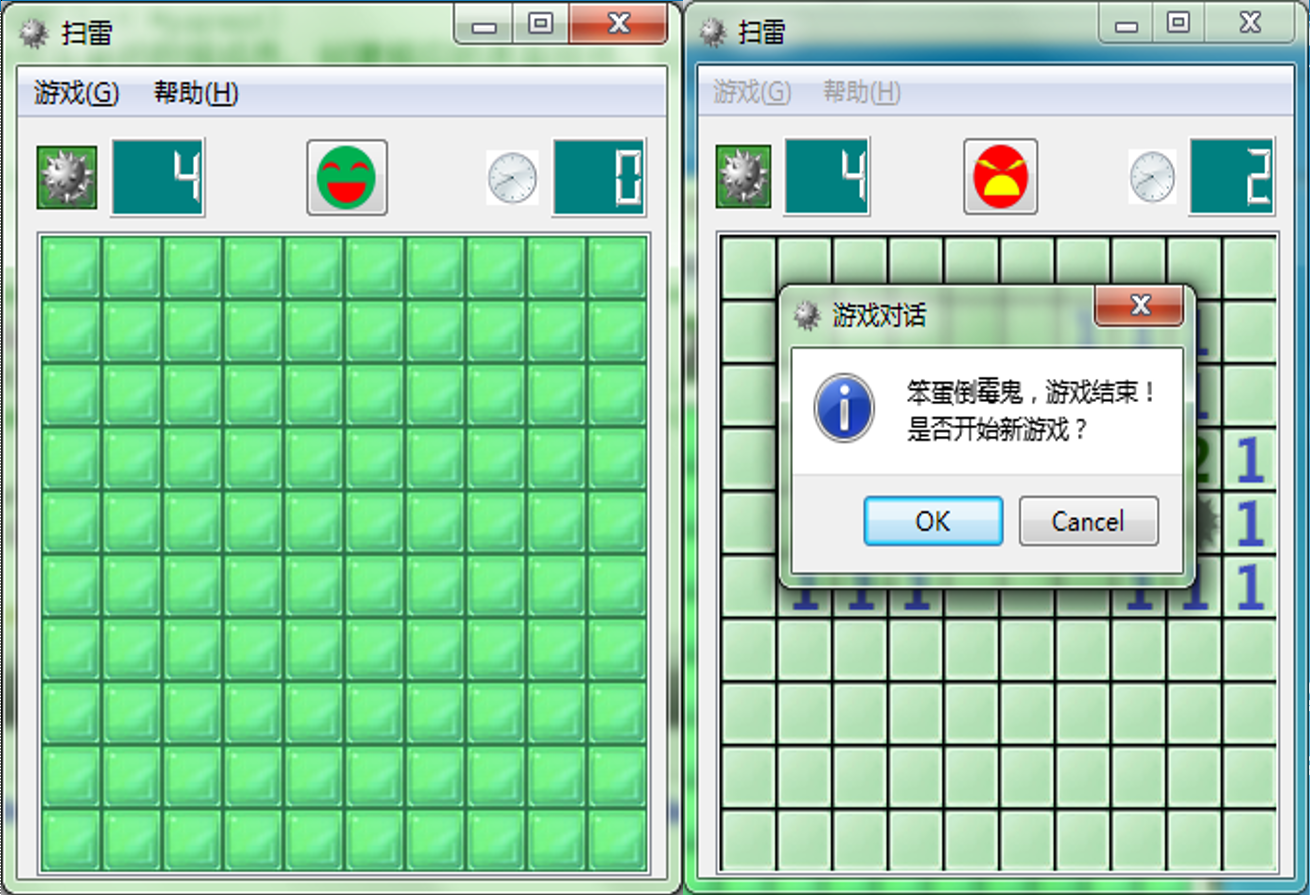 扫雷
游戏(G) 帮助(H)
4 0
扫雷
游戏(G) 帮助(H)
4 2
游戏对话
笨蛋倒霉鬼，游戏结束！
是否开始新游戏？
OK Cancel
2 1
1
1 1 1 1 1 1